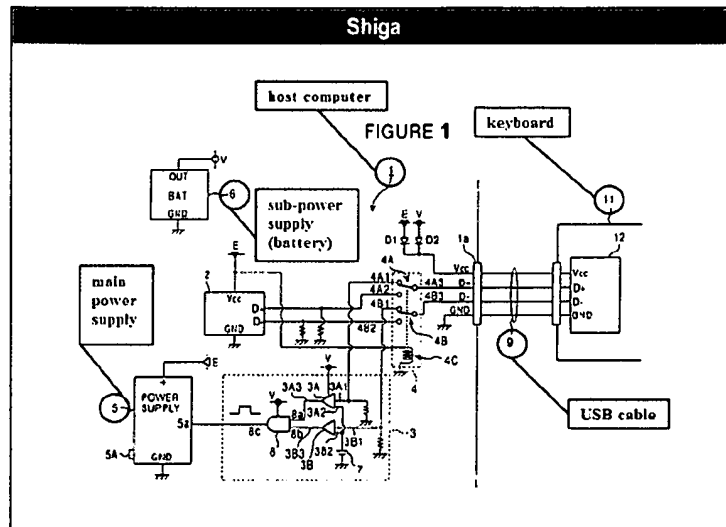 Shiga
host computer
FIGURE 1
keyboard
1
11
OUT
V
BAT
6
GND
sub-power
supply
(battery)
E V
D1 D2
1a
12
4A
Vcc
Vcc
main
power
supply
E
2
Vcc
4A1
4A2
4A3
D+
D+
4B1
4B3
D-
D-
D+
D
GND
GND
GND
4B2
4B
4C
4
9
USB cable
5
E
V
POWER
SUPPLY
5a
5A
GND
V
3A3 3A 3A1
8a 3A2
8c
8
8b
3B1
3
3B3
3B
3B2
7